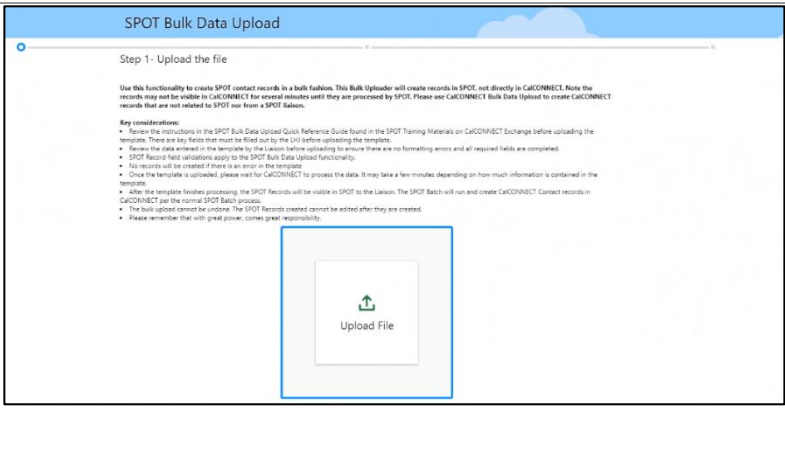 SPOT Bulk Data Upload
Step 1- Upload the file
Use this functionality to create SPOT contact records in a bulk fashion. This Bulk Uploader will create records in SPOT, not directly in CalCONNECT. Note the
records may not be visible in CalCONNECT for several minutes until they are processed by SPOT. Please use CalCONNECT Bulk Data Upload to create CalCONNECT
records that are not related to SPOT nor from a SPOT liaison.
Key considerations:
• Review the instructions in the SPOT Bulk Data Upload Quick Reference Guide found in the SPOT Training Materials on CalCONNECT Exchange before uploading the
template. There are key fields that must be filled out by the LHJ before uploading the template.
• Review the data entered in the template by the Liaison before uploading to ensure there are no formatting errors and all required fields are completed.
• SPOT Record field validations apply to the SPOT Bulk Data Upload functionality.
• No records will be created if there is an error in the template
• Once the template is uploaded, please wait for CalCONNECT to process the data. It may take a few minutes depending on how much information is contained in the
template.
• After the template finishes processing, the SPOT Records will be visible in SPOT to the Liaison. The SPOT Batch will run and create CalCONNECT Contact records in
CalCONNECT per the normal SPOT Batch process.
• The bulk upload cannot be undone. The SPOT Records created cannot be edited after they are created.
• Please remember that with great power, comes great responsibility.
Upload File